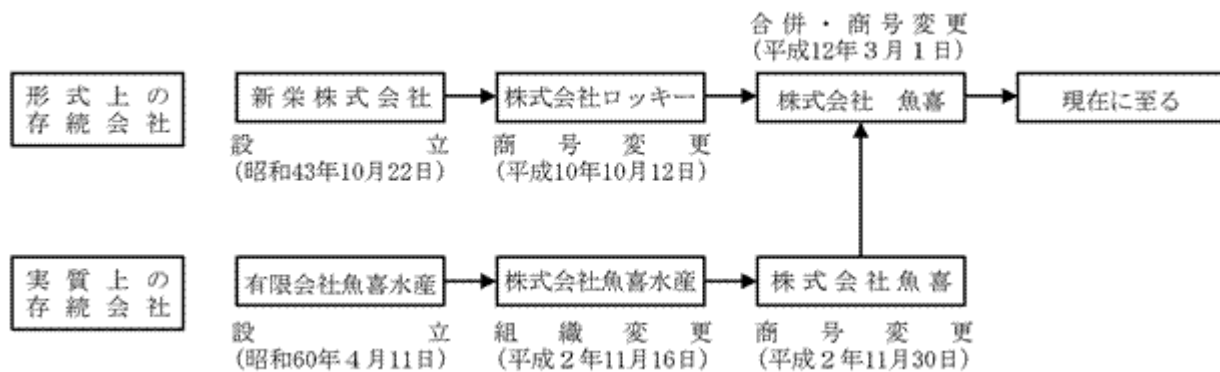 合併・商号変更
(平成12年３月１日)
形式上の
存続会社
新栄株式会社
株式会社ロッキー
株式会社　魚喜
現在に至る
設立
(昭和43年10月22日)
商号変更
(平成10年10月12日)
実質上の
存続会社
有限会社魚喜水産
株式会社魚喜水産
株式会社魚喜
設立
(昭和60年４月11日)
組織変更
(平成２年11月16日)
商号変更
(平成２年11月30日)